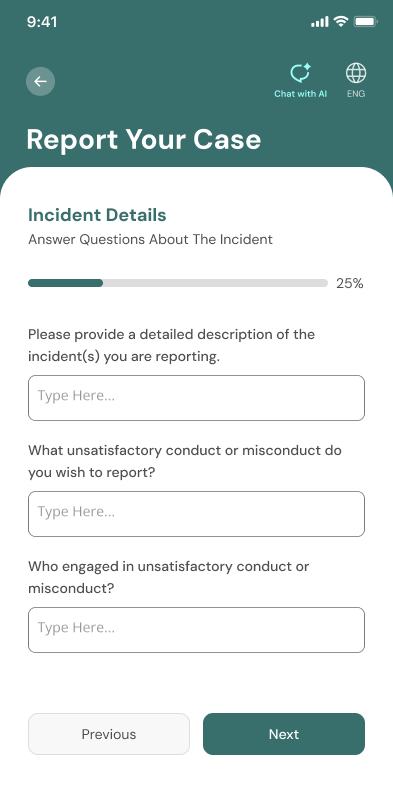 9:41
Chat with AI
ENG
Report Your Case
Incident Details
Answer Questions About The Incident
25%
Please provide a detailed description of the
incident(s) you are reporting.
Type Here...
What unsatisfactory conduct or misconduct do
you wish to report?
Type Here...
Who engaged in unsatisfactory conduct or
misconduct?
Type Here...
Previous
Next